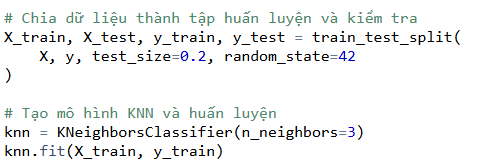 # Chia dữ liệu thành tập huấn luyện và kiểm tra
X_train, X_test, y_train, y_test = train_test_split(
    X, y, test_size=0.2, random_state=42
)
# Tạo mô hình KNN và huấn luyện
knn = KNeighborsClassifier(n_neighbors=3)
knn.fit(X_train, y_train)